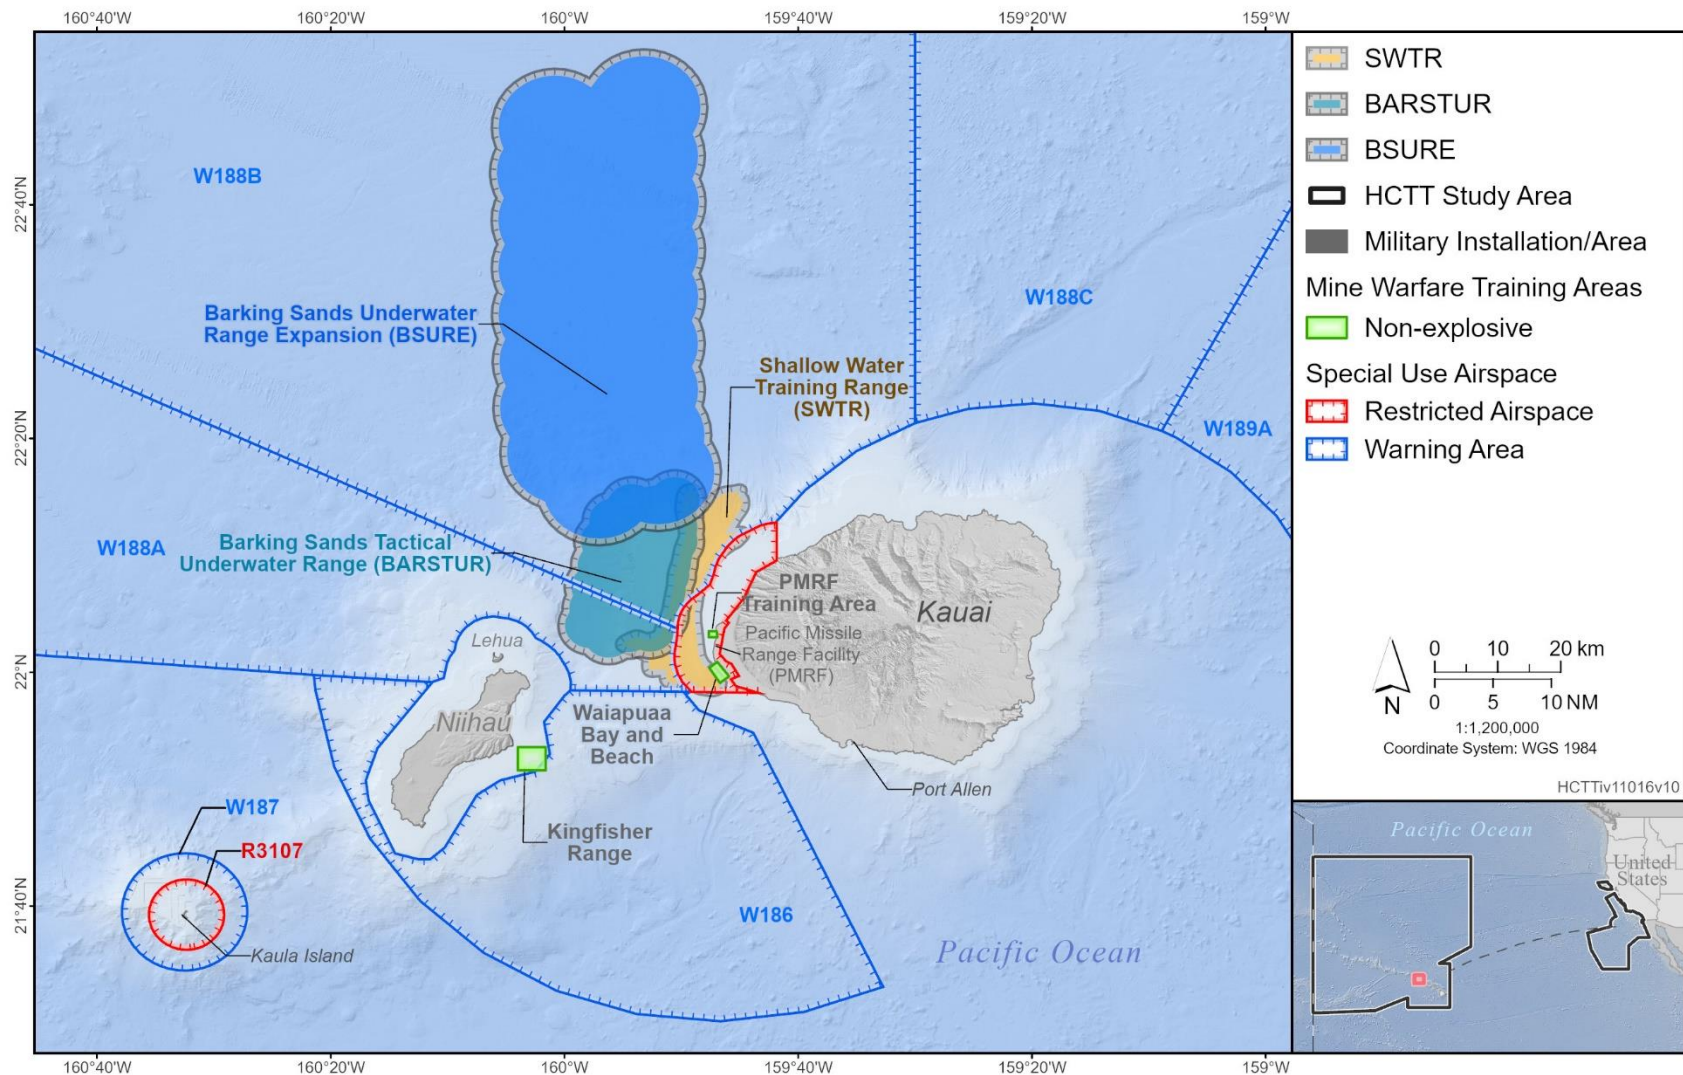 160°40'W 160°20'W 160°W 159°40'W 159°20'W 159°W
22°40'N
22°20'N
22°N
21°40'N
W188B
W188C
Barking Sands Underwater
Range Expansion (BSURE)
Shallow Water
Training Range
(SWTR)
W189A
W188A
Barking Sands Tactical
Underwater Range (BARSTUR)
PMRF
Training Area
Kauai
Pacific Missile
Range Facility
(PMRF)
Lehua
Niihau
Waiapuaa
Bay and
Beach
Port Allen
W187
R3107
Kingfisher
Range
W186
Kaula Island
Pacific Ocean
160°40'W 160°20'W 160°W 159°40'W 159°20'W 159°W
SWTR
BARSTUR
BSURE
HCTT Study Area
Military Installation/Area
Mine Warfare Training Areas
Non-explosive
Special Use Airspace
Restricted Airspace
Warning Area
N
0 10 20 km
0 5 10 NM
1:1,200,000
Coordinate System: WGS 1984
HCTTiv11016v10
Pacific Ocean
United
States